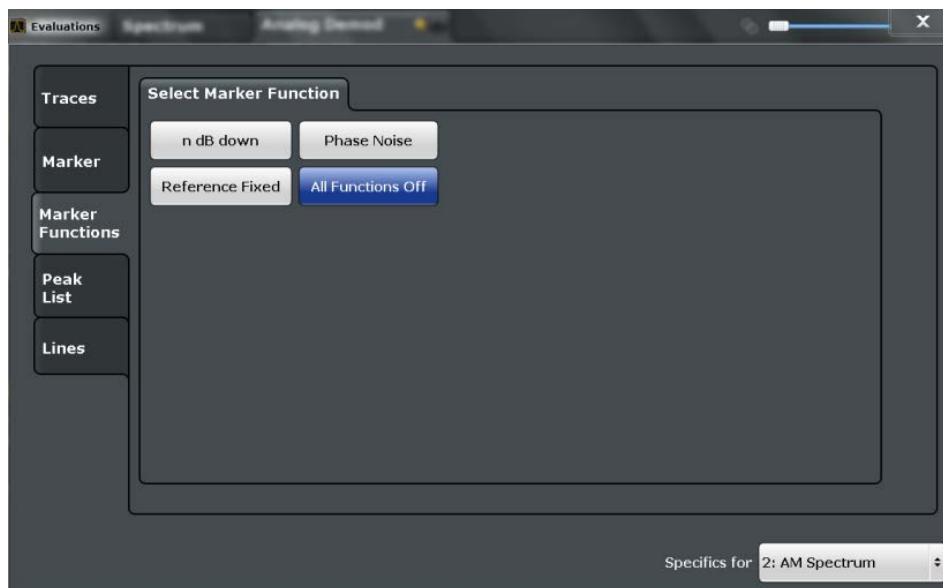 Evaluations
Spectrum
Analog Demod
X
Traces
Marker
Marker
Functions
Peak
List
Lines
Select Marker Function
n dB down
Phase Noise
Reference Fixed
All Functions Off
Specifics for
2: AM Spectrum